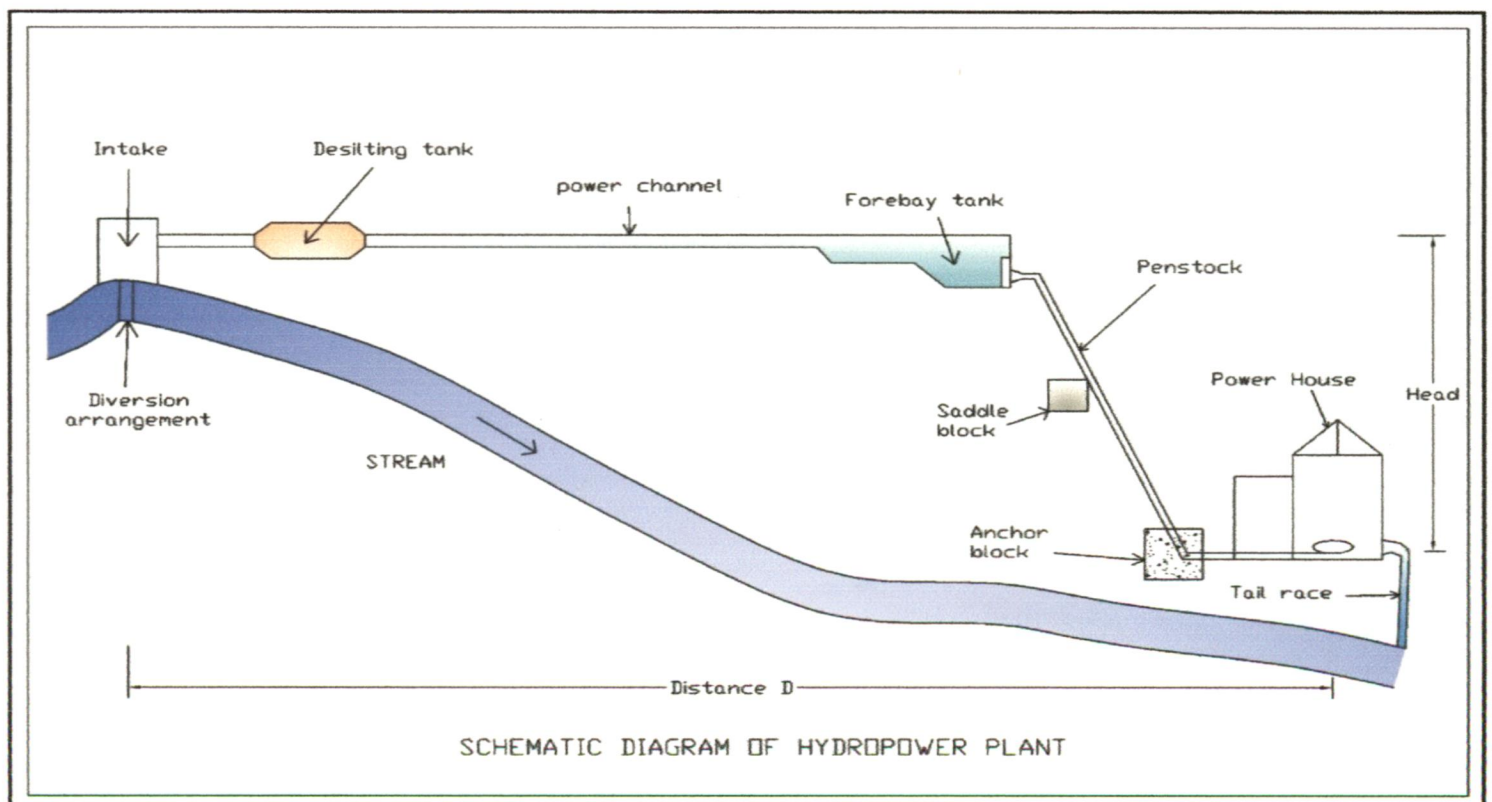 Intake
Desilting tank
power channel
Forebay tank
Penstock
Power House
Head
Diversion
arrangement
Saddle
block
STREAM
Anchor
block
Tail race
Distance D
SCHEMATIC DIAGRAM OF HYDROPOWER PLANT